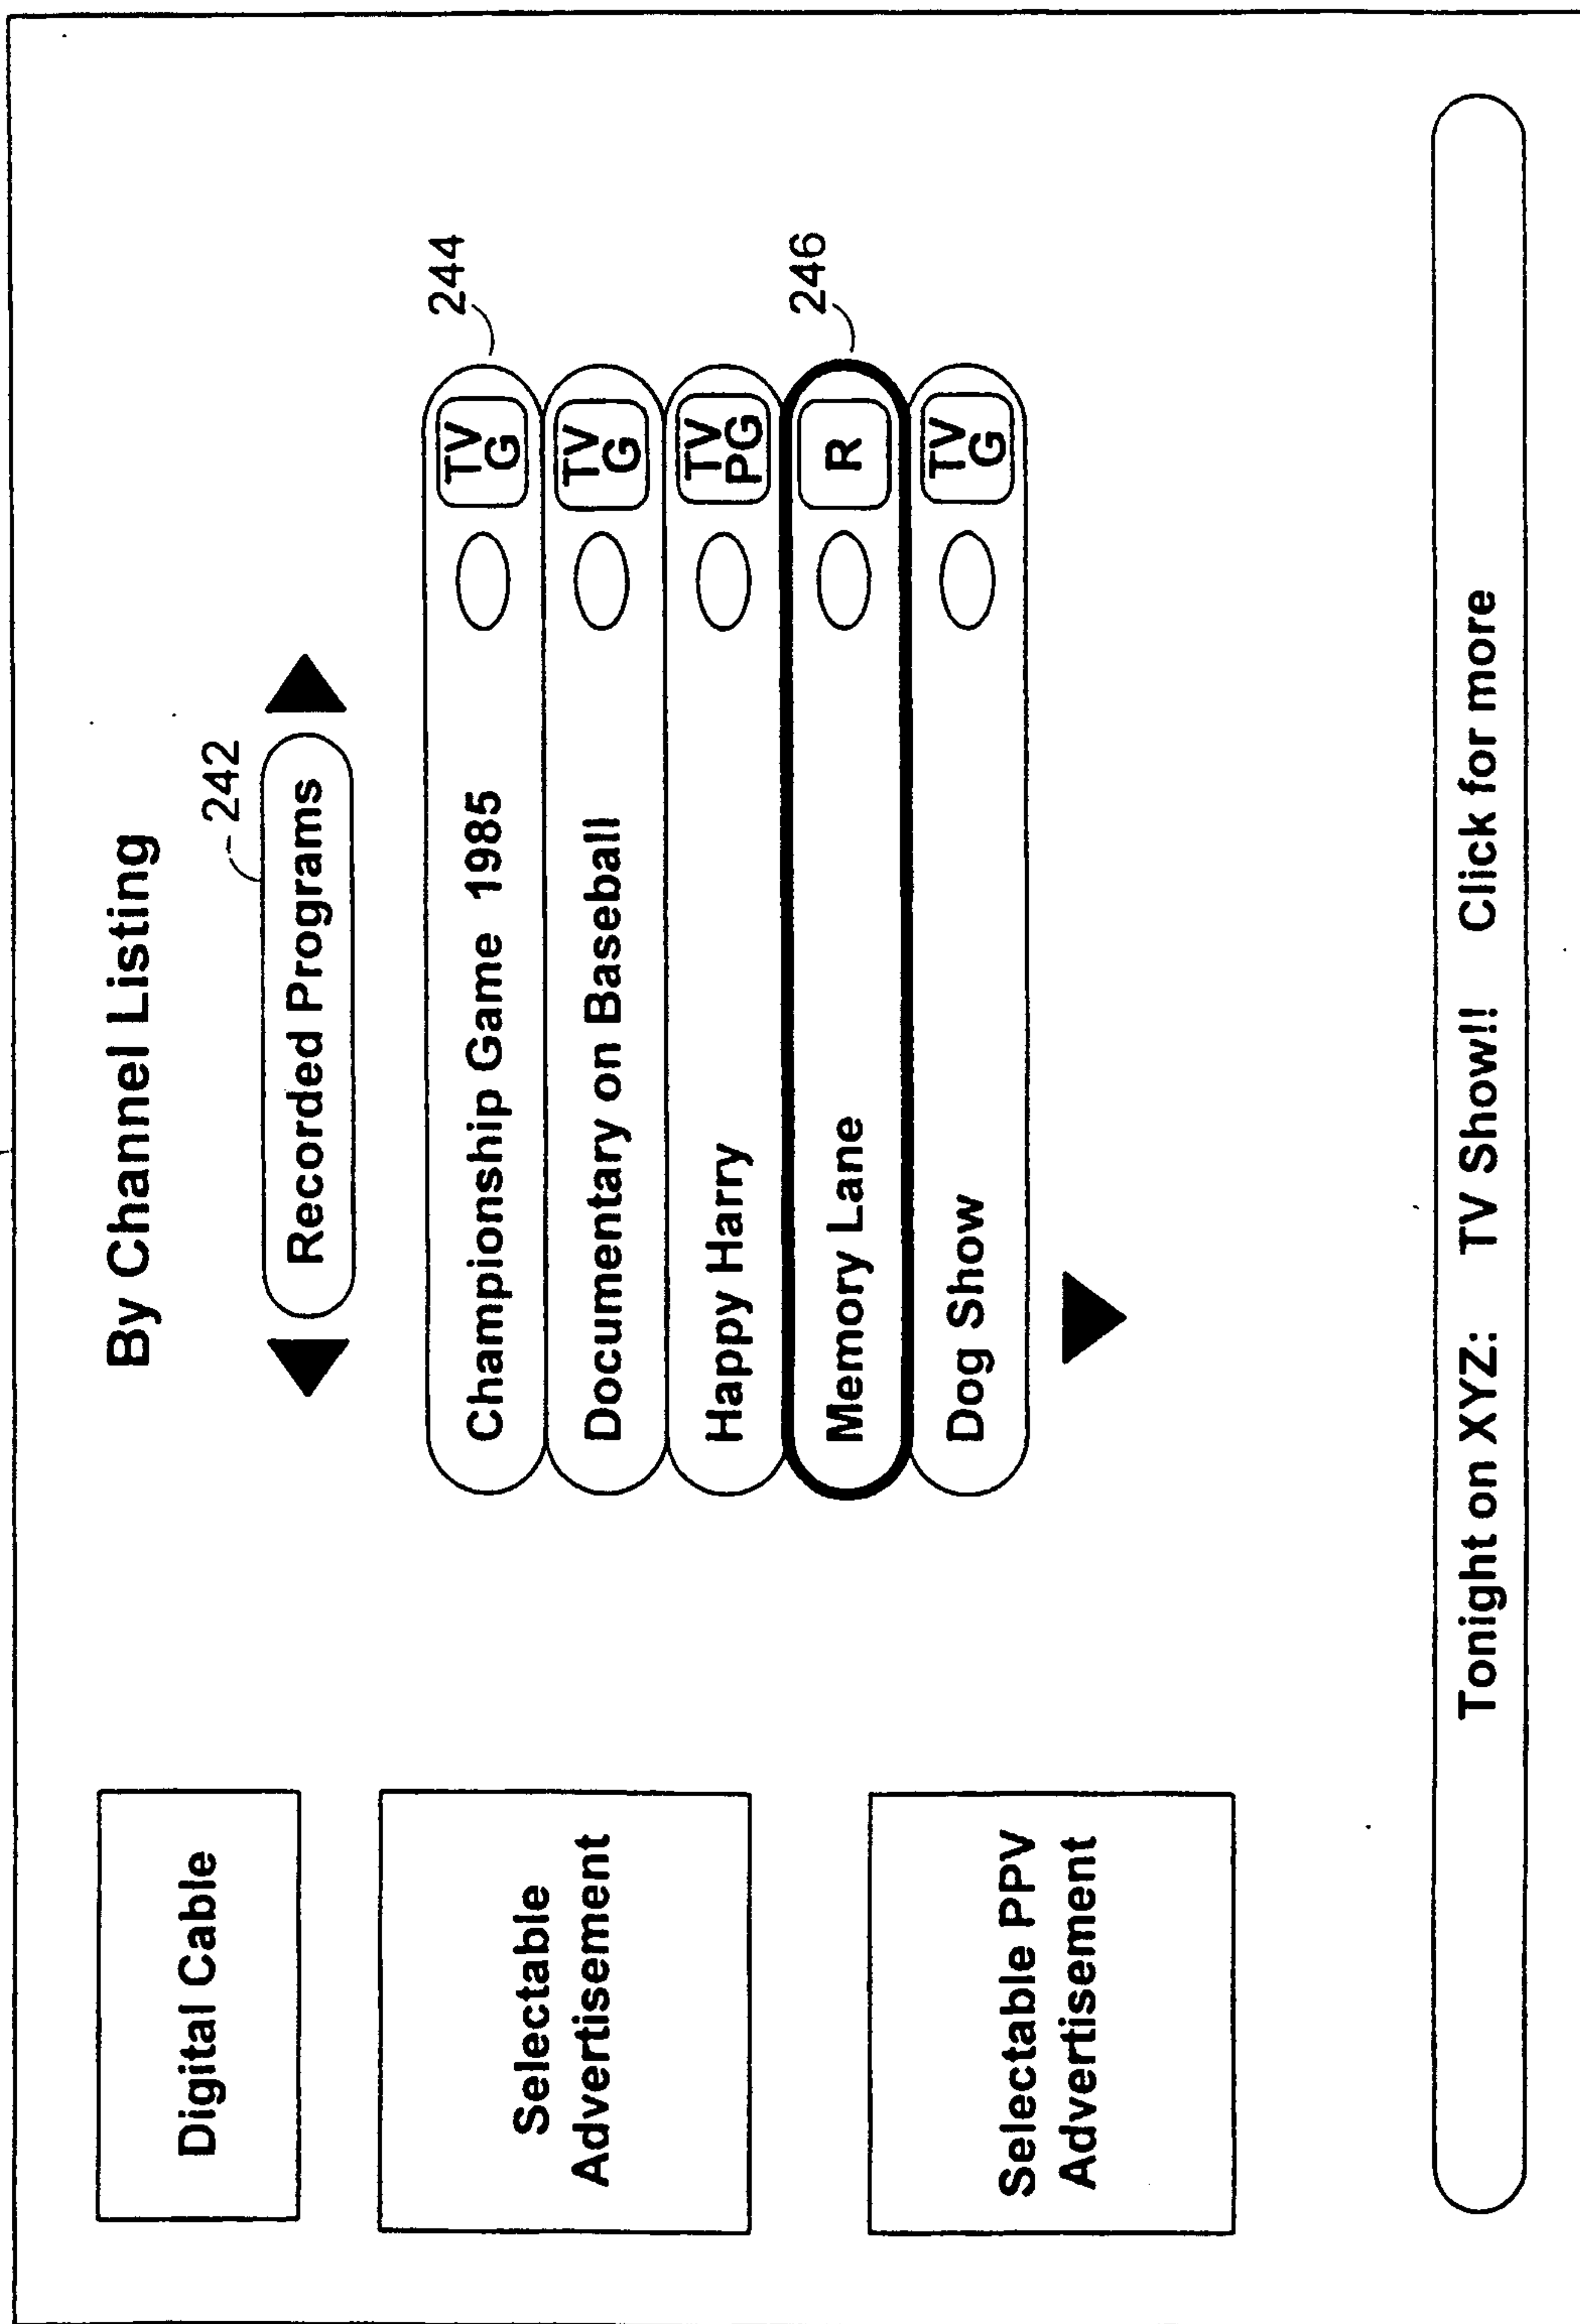 Digital Cable
Selectable
Advertisement
Selectable PPV
Advertisement
By Channel Listing
242
Recorded Programs
244
Championship Game 1985 TV G
Documentary on Baseball TV G
Happy Harry TV PG
246
Memory Lane R
Dog Show TV G
Tonight on XYZ: TV Show!! Click for more